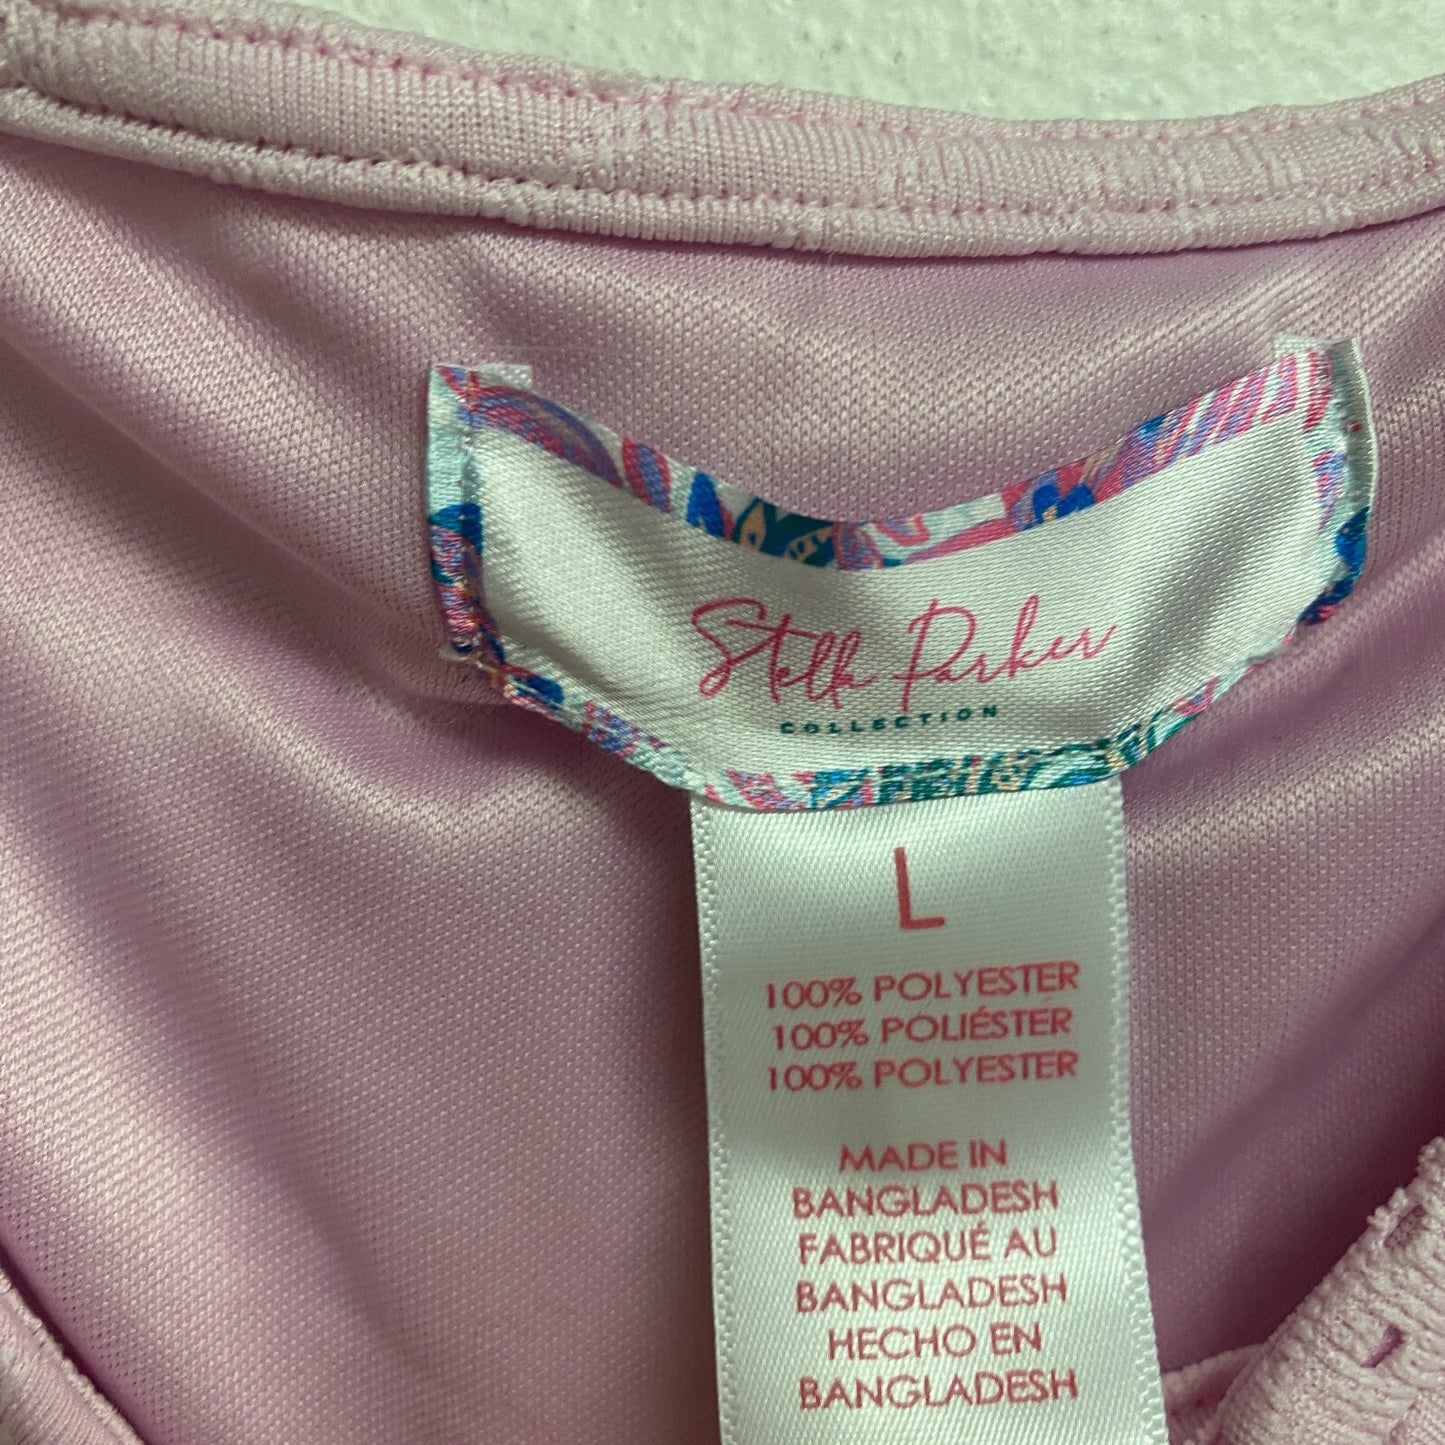 Stella Parker
COLLECTION
L
100% POLYESTER
100% POLIÉSTER
100% POLYESTER
MADE IN
BANGLADESH
FABRIQUÉ AU
BANGLADESH
HECHO EN
BANGLADESH